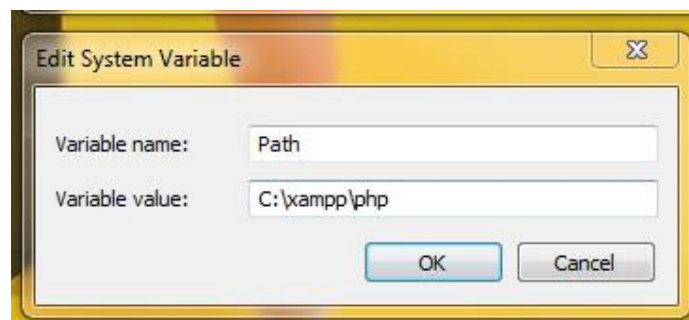 Edit System Variable
Variable name: Path
Variable value: C:\xampp\php
OK Cancel